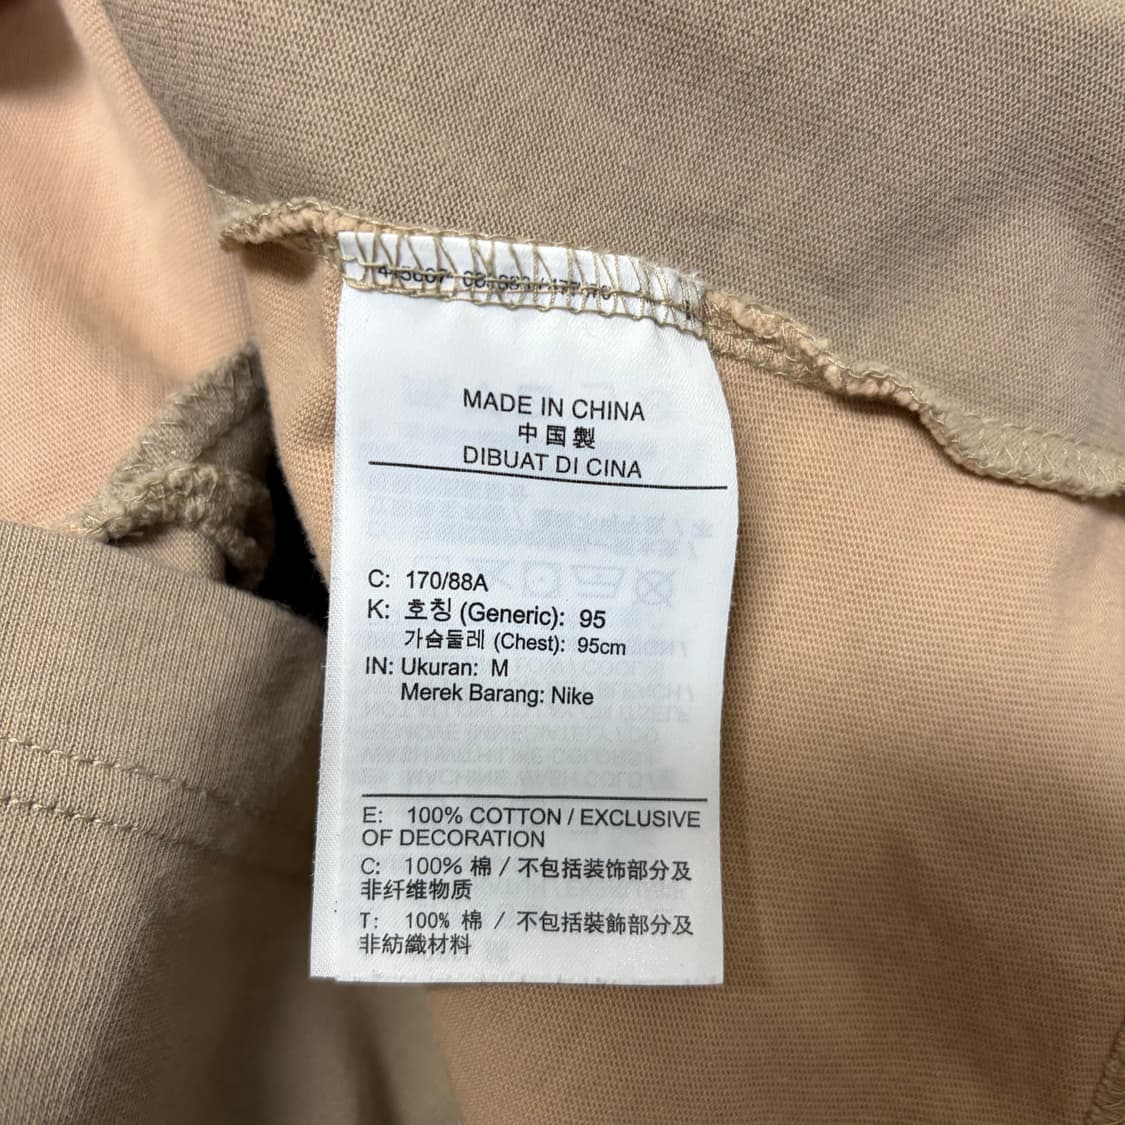 MADE IN CHINA
中国製
DIBUAT DI CINA
C: 170/88A
K: 호칭 (Generic): 95
가슴둘레 (Chest): 95cm
IN: Ukuran: M
Merek Barang: Nike
E: 100% COTTON / EXCLUSIVE
OF DECORATION
C: 100% 棉 / 不包括装饰部分及
非纤维物质
T: 100% 棉 / 不包括裝飾部分及
非紡織材料